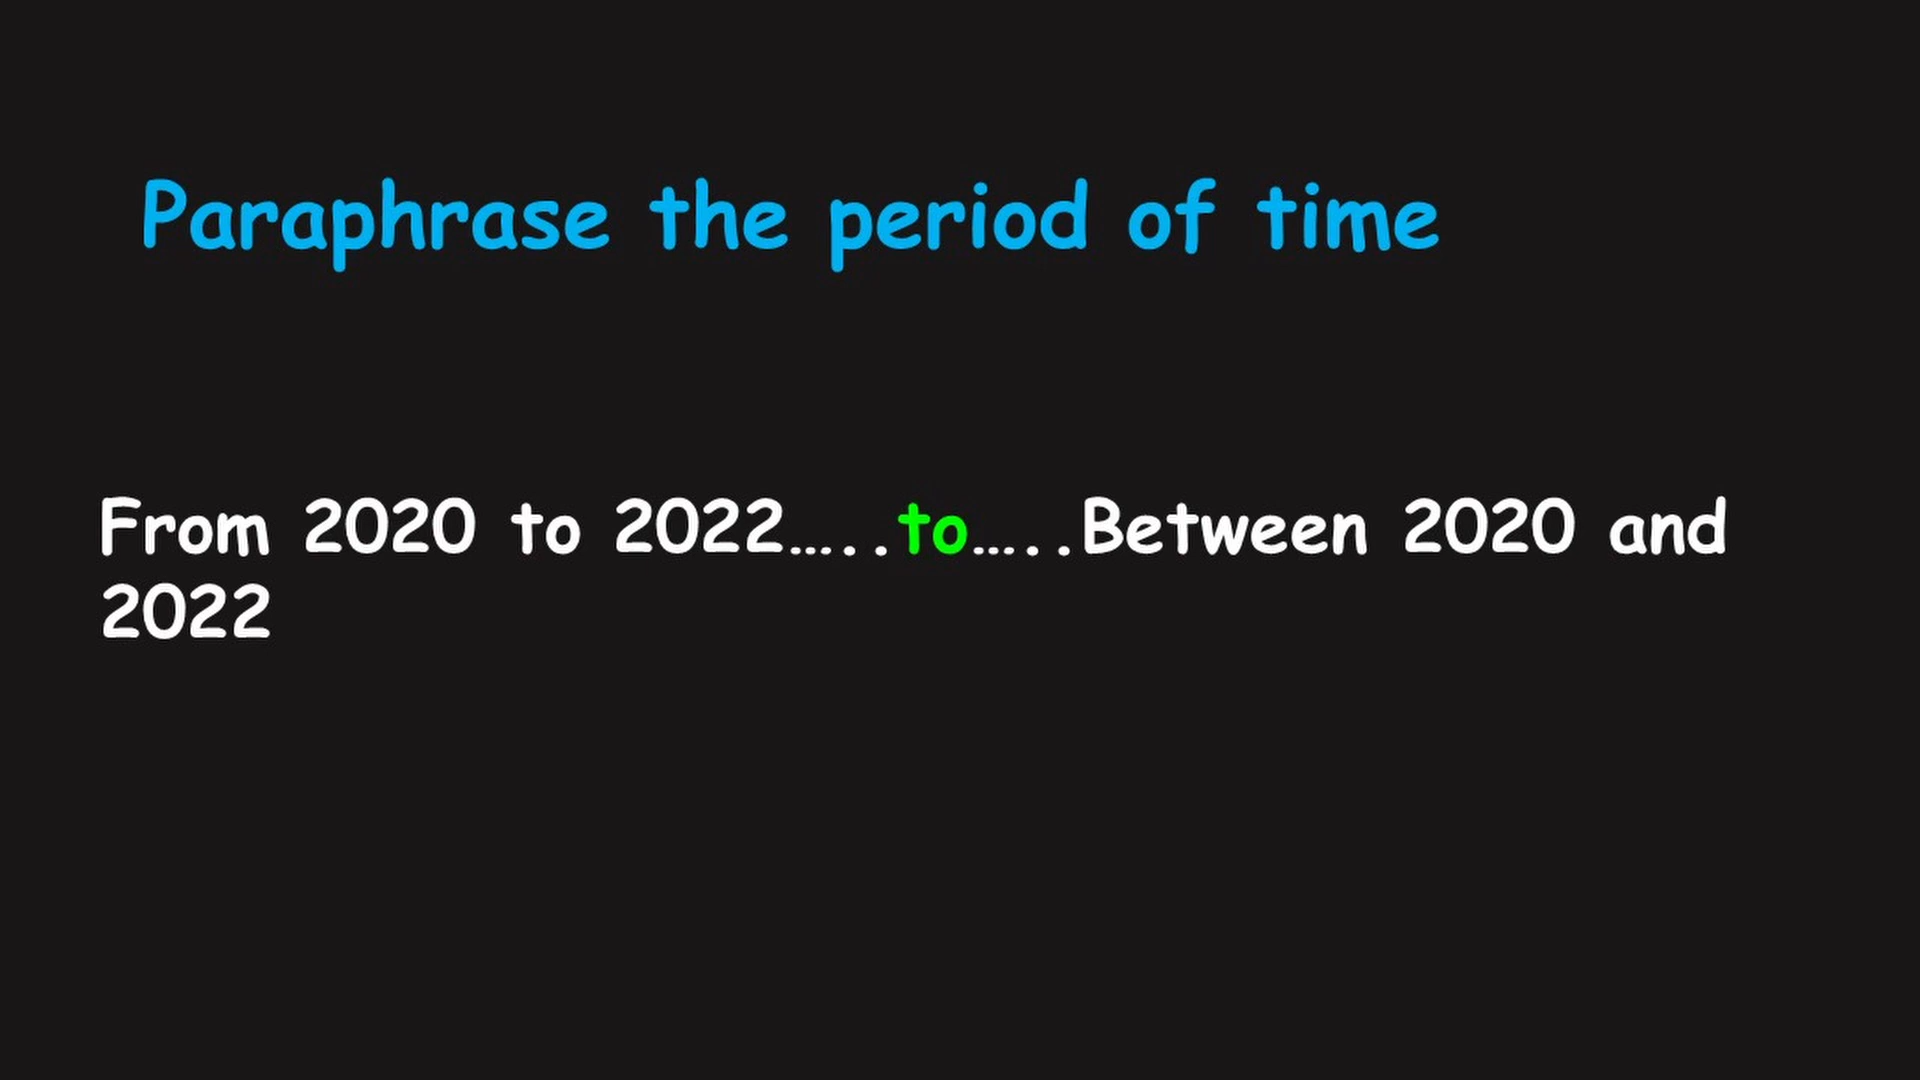 Paraphrase the period of time
From 2020 to 2022.....to.....Between 2020 and
2022